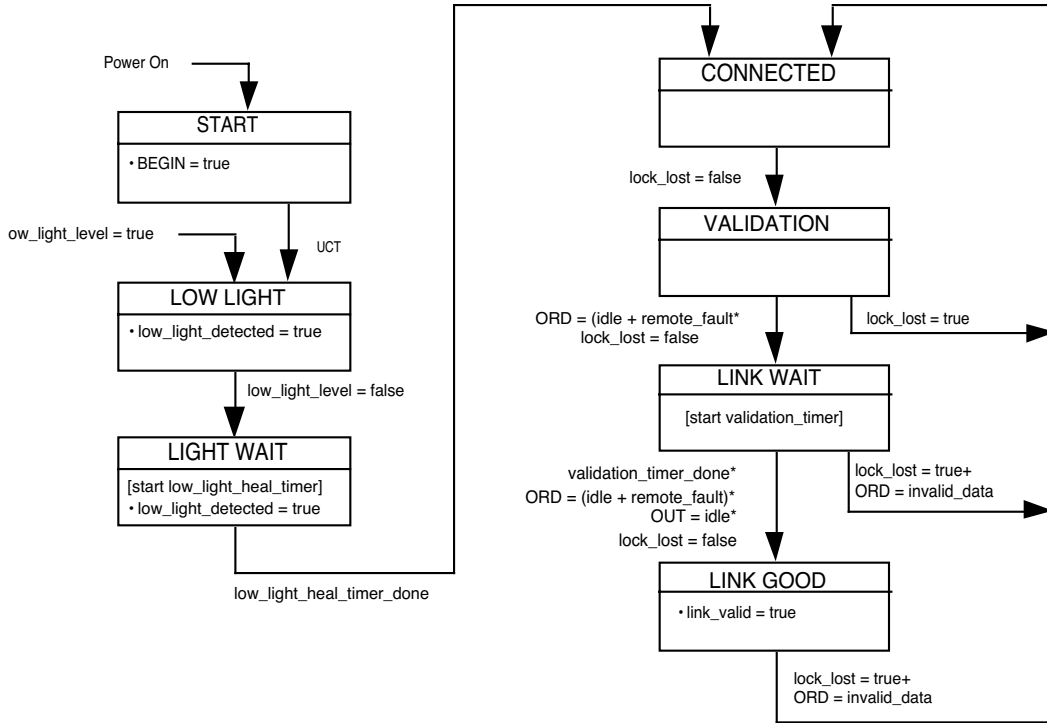 Power On
START
• BEGIN = true
ow_light_level = true
UCT
LOW LIGHT
• low_light_detected = true
low_light_level = false
LIGHT WAIT
[start low_light_heal_timer]
• low_light_detected = true
low_light_heal_timer_done
CONNECTED
lock_lost = false
VALIDATION
ORD = (idle + remote_fault*
lock_lost = false
lock_lost = true
LINK WAIT
[start validation_timer]
validation_timer_done*
ORD = (idle + remote_fault)*
OUT = idle*
lock_lost = false
lock_lost = true+
ORD = invalid_data
LINK GOOD
• link_valid = true
lock_lost = true+
ORD = invalid_data